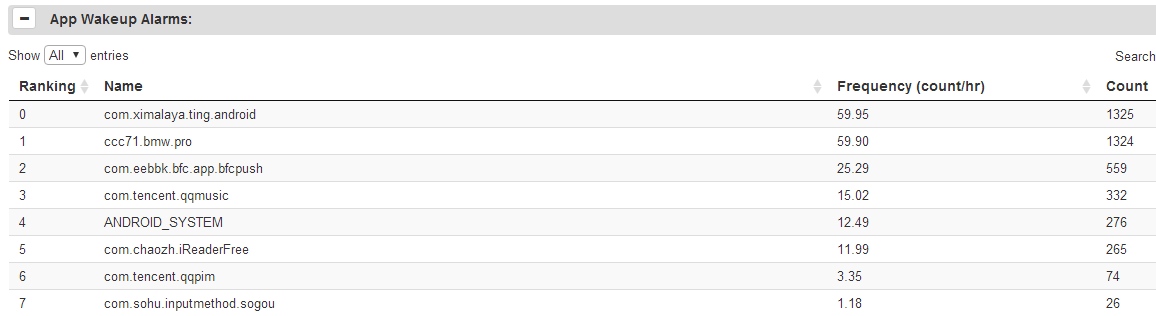 − App Wakeup Alarms:
Show All ▼ entries Search
Ranking Name Frequency (count/hr) Count
0 com.ximalaya.ting.android 59.95 1325
1 ccc71.bmw.pro 59.90 1324
2 com.eebbk.bfc.app.bfcpush 25.29 559
3 com.tencent.qqmusic 15.02 332
4 ANDROID_SYSTEM 12.49 276
5 com.chaozh.iReaderFree 11.99 265
6 com.tencent.qqpim 3.35 74
7 com.sohu.inputmethod.sogou 1.18 26